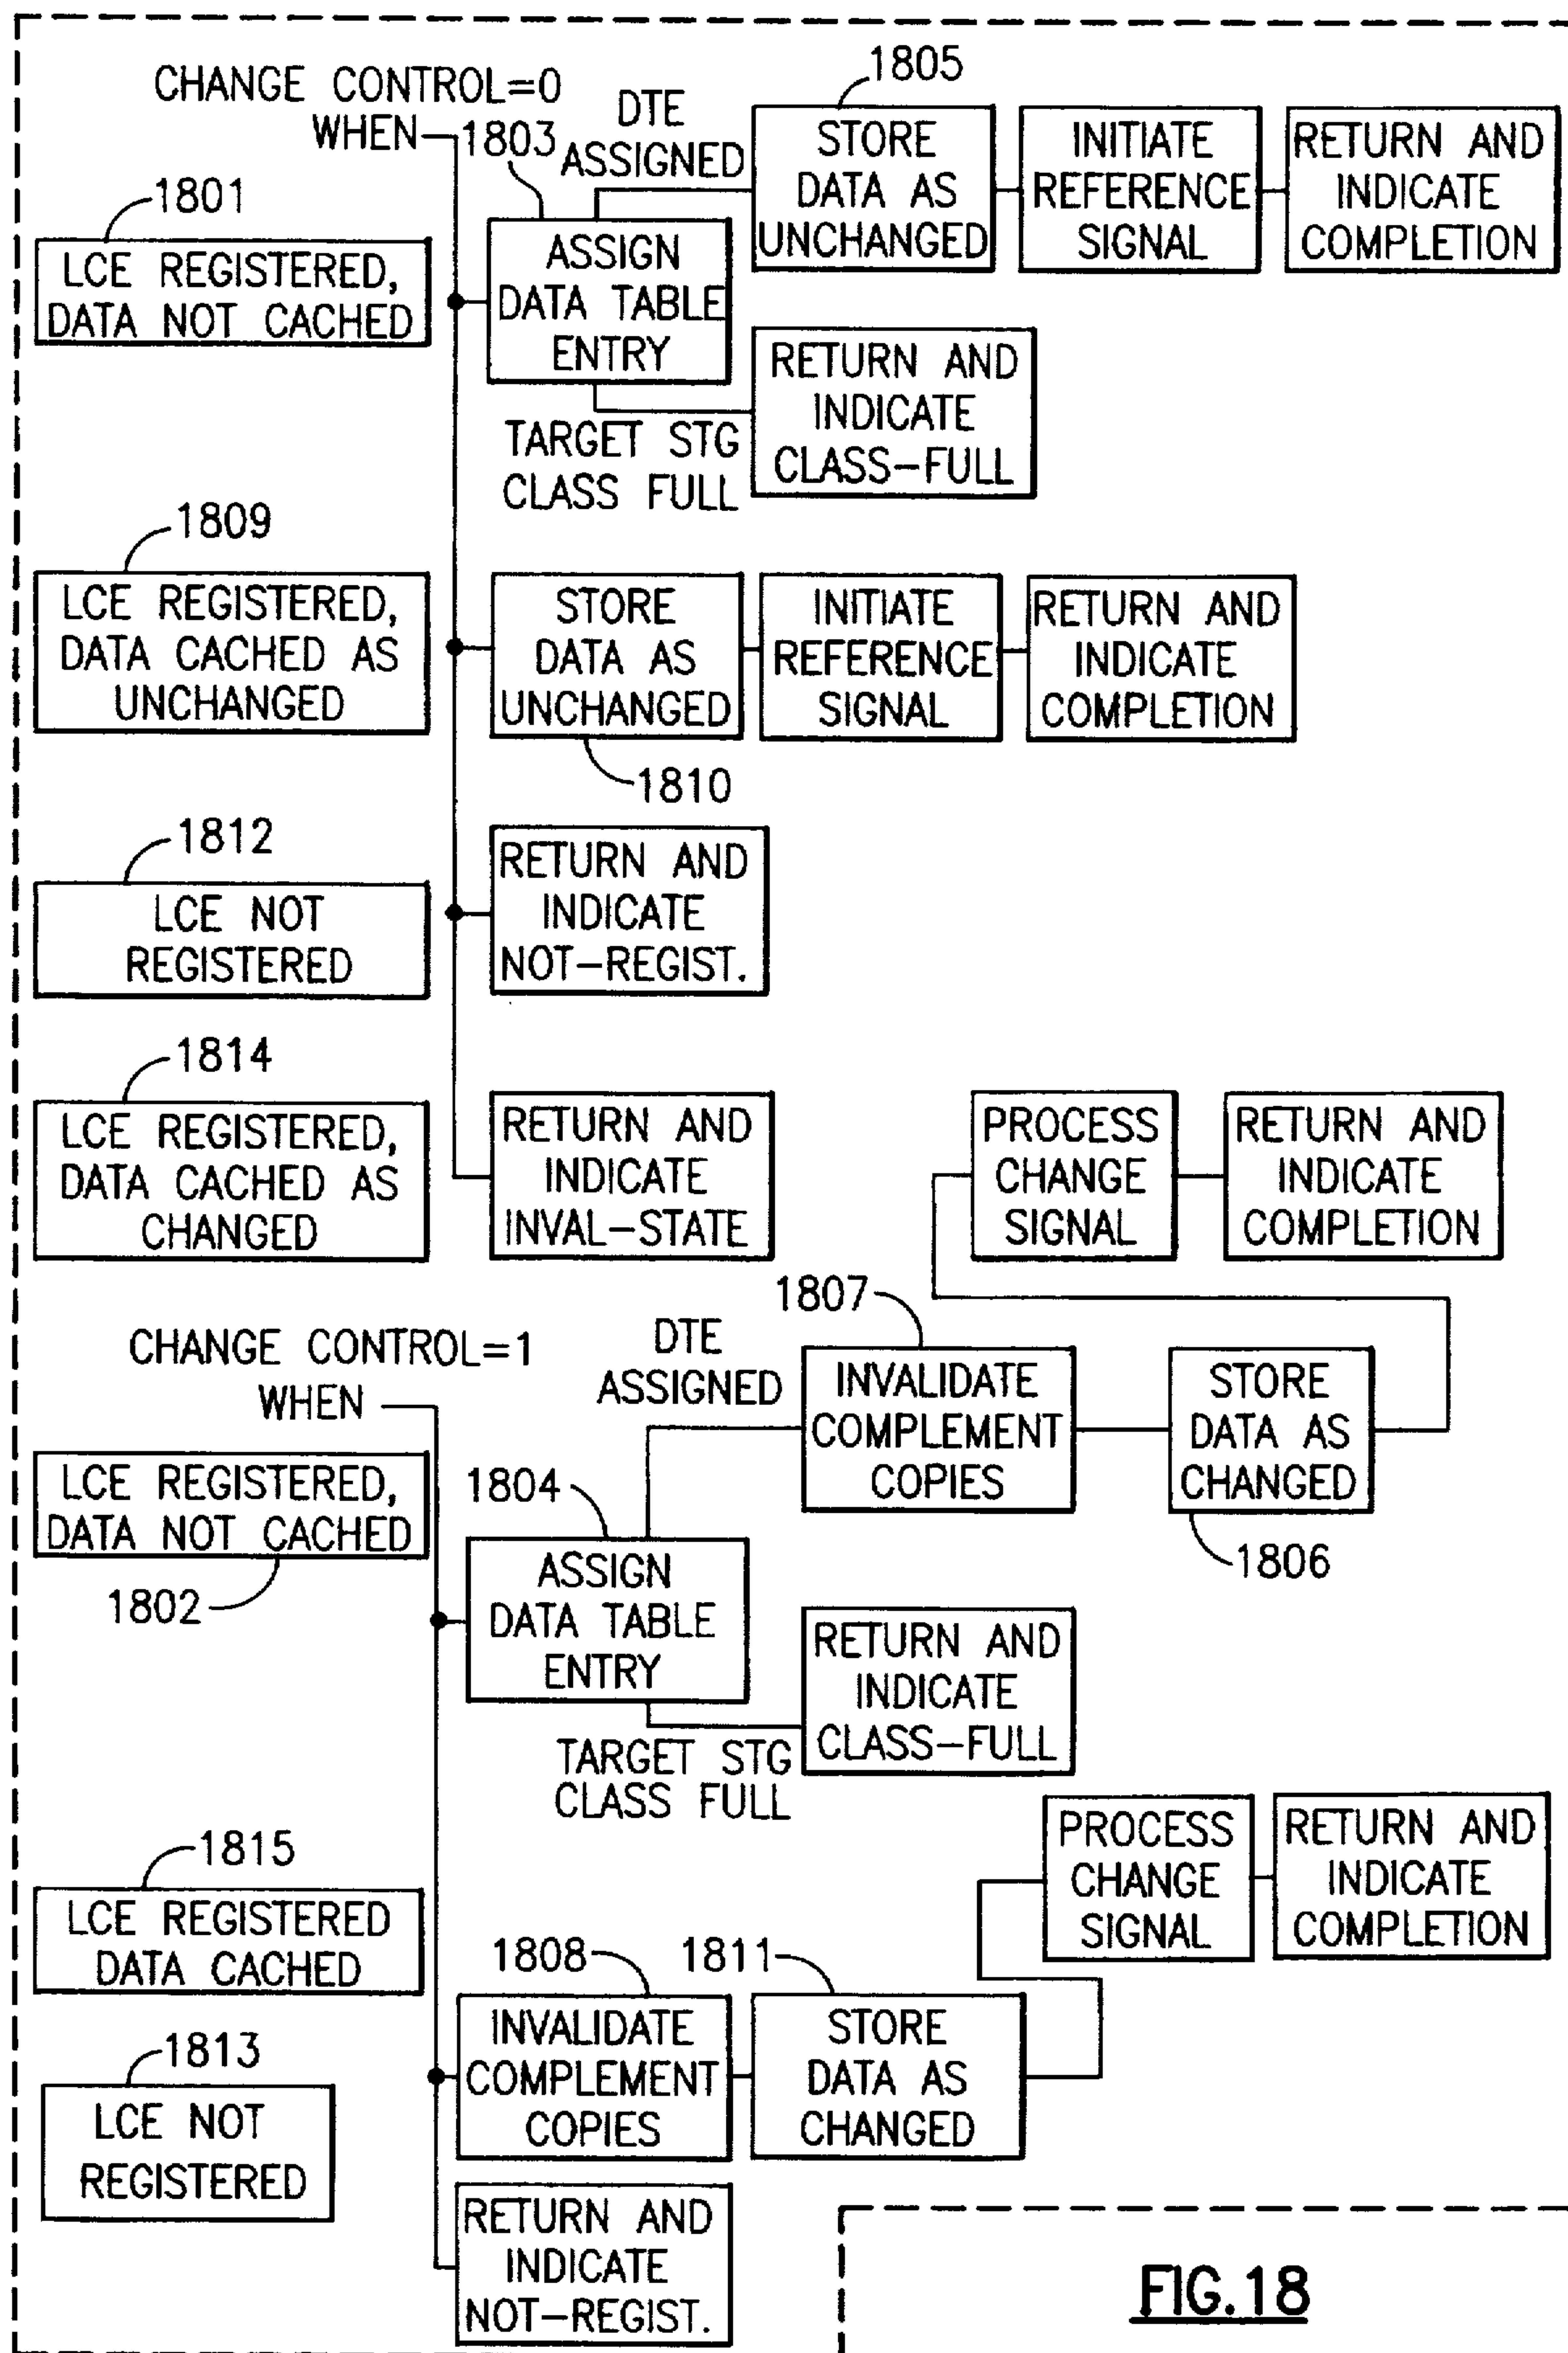 CHANGE CONTROL=0
WHEN
1801
LCE REGISTERED,
DATA NOT CACHED
1803
ASSIGN
DATA TABLE
ENTRY
DTE
ASSIGNED
1805
STORE
DATA AS
UNCHANGED
INITIATE
REFERENCE
SIGNAL
RETURN AND
INDICATE
COMPLETION
TARGET STG
CLASS FULL
RETURN AND
INDICATE
CLASS-FULL
1809
LCE REGISTERED,
DATA CACHED AS
UNCHANGED
STORE
DATA AS
UNCHANGED
1810
INITIATE
REFERENCE
SIGNAL
RETURN AND
INDICATE
COMPLETION
1812
LCE NOT
REGISTERED
RETURN AND
INDICATE
NOT-REGIST.
1814
LCE REGISTERED,
DATA CACHED AS
CHANGED
RETURN AND
INDICATE
INVAL-STATE
CHANGE CONTROL=1
WHEN
LCE REGISTERED,
DATA NOT CACHED
1802
1804
ASSIGN
DATA TABLE
ENTRY
DTE
ASSIGNED
1807
INVALIDATE
COMPLEMENT
COPIES
STORE
DATA AS
CHANGED
1806
PROCESS
CHANGE
SIGNAL
RETURN AND
INDICATE
COMPLETION
TARGET STG
CLASS FULL
RETURN AND
INDICATE
CLASS-FULL
1815
LCE REGISTERED
DATA CACHED
1808
INVALIDATE
COMPLEMENT
COPIES
1811
STORE
DATA AS
CHANGED
PROCESS
CHANGE
SIGNAL
RETURN AND
INDICATE
COMPLETION
1813
LCE NOT
REGISTERED
RETURN AND
INDICATE
NOT-REGIST.
FIG.18